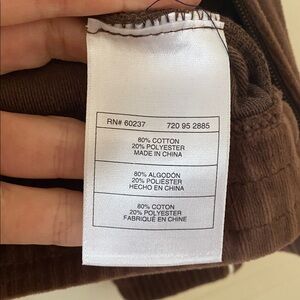 RN# 60237 720 95 2885
80% COTTON
20% POLYESTER
MADE IN CHINA
80% ALGODÓN
20% POLIÉSTER
HECHO EN CHINA
80% COTON
20% POLYESTER
FABRIQUÉ EN CHINE